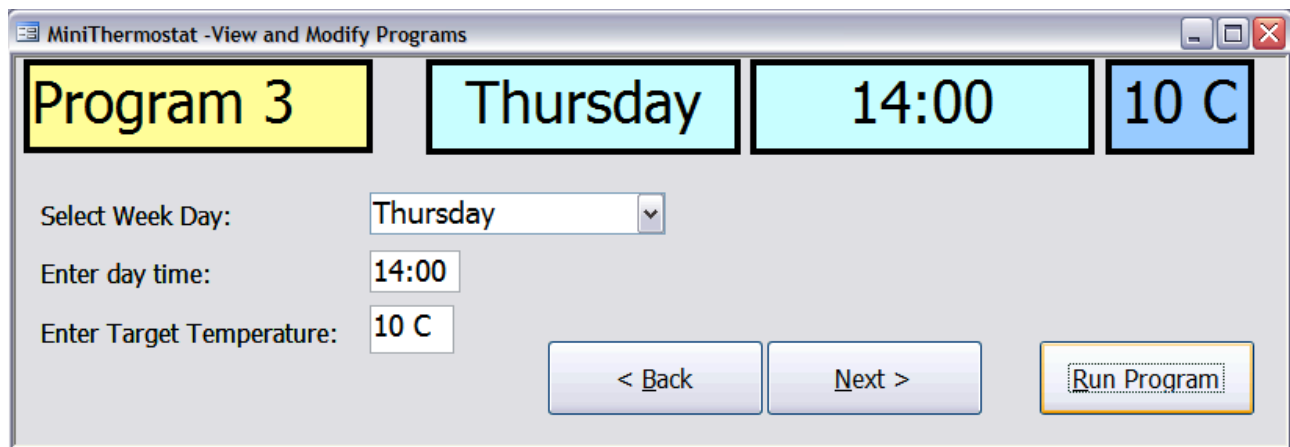 MiniThermostat -View and Modify Programs
Program 3 Thursday 14:00 10 C
Select Week Day: Thursday
Enter day time: 14:00
Enter Target Temperature: 10 C
< Back Next > Run Program